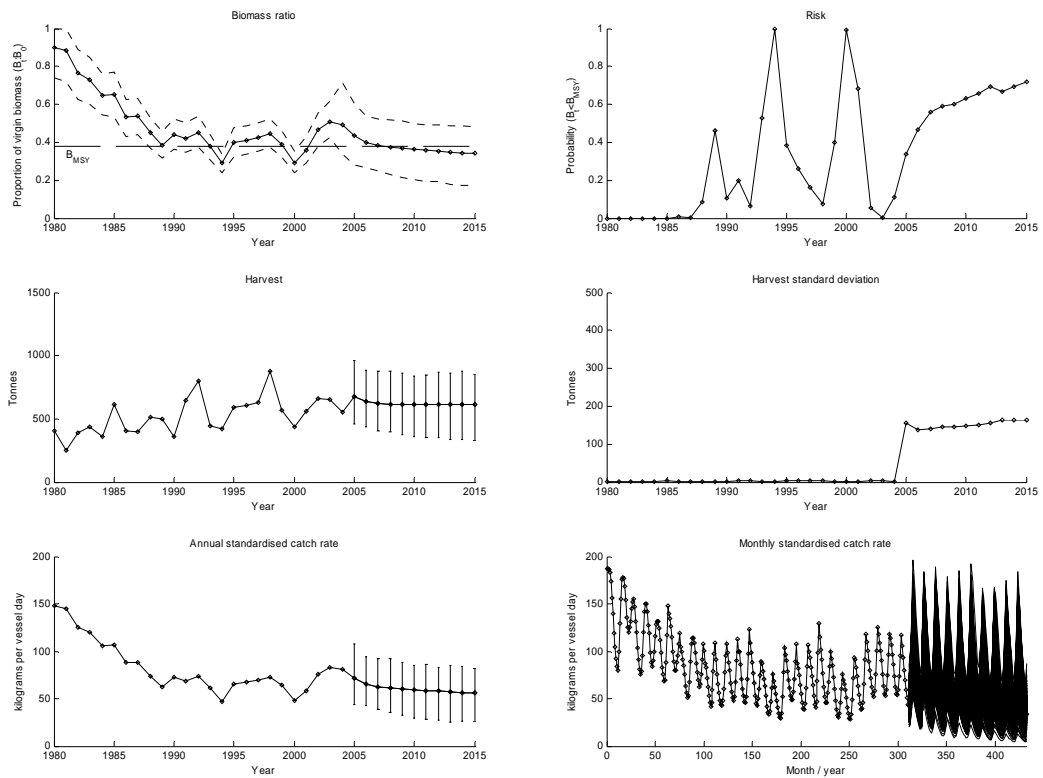 Biomass ratio
Proportion of virgin biomass (Bt:B0)
1
0.8
0.6
0.4
0.2
0
BMSY
1980 1985 1990 1995 2000 2005 2010 2015
Year
Risk
Probability (Bt<BMSY)
1
0.8
0.6
0.4
0.2
0
1980 1985 1990 1995 2000 2005 2010 2015
Year
Harvest
Tonnes
1500
1000
500
0
1980 1985 1990 1995 2000 2005 2010 2015
Year
Harvest standard deviation
Tonnes
500
400
300
200
100
0
1980 1985 1990 1995 2000 2005 2010 2015
Year
Annual standardised catch rate
kilograms per vessel day
200
150
100
50
0
1980 1985 1990 1995 2000 2005 2010 2015
Year
Monthly standardised catch rate
kilograms per vessel day
200
150
100
50
0
0 50 100 150 200 250 300 350 400
Month / year